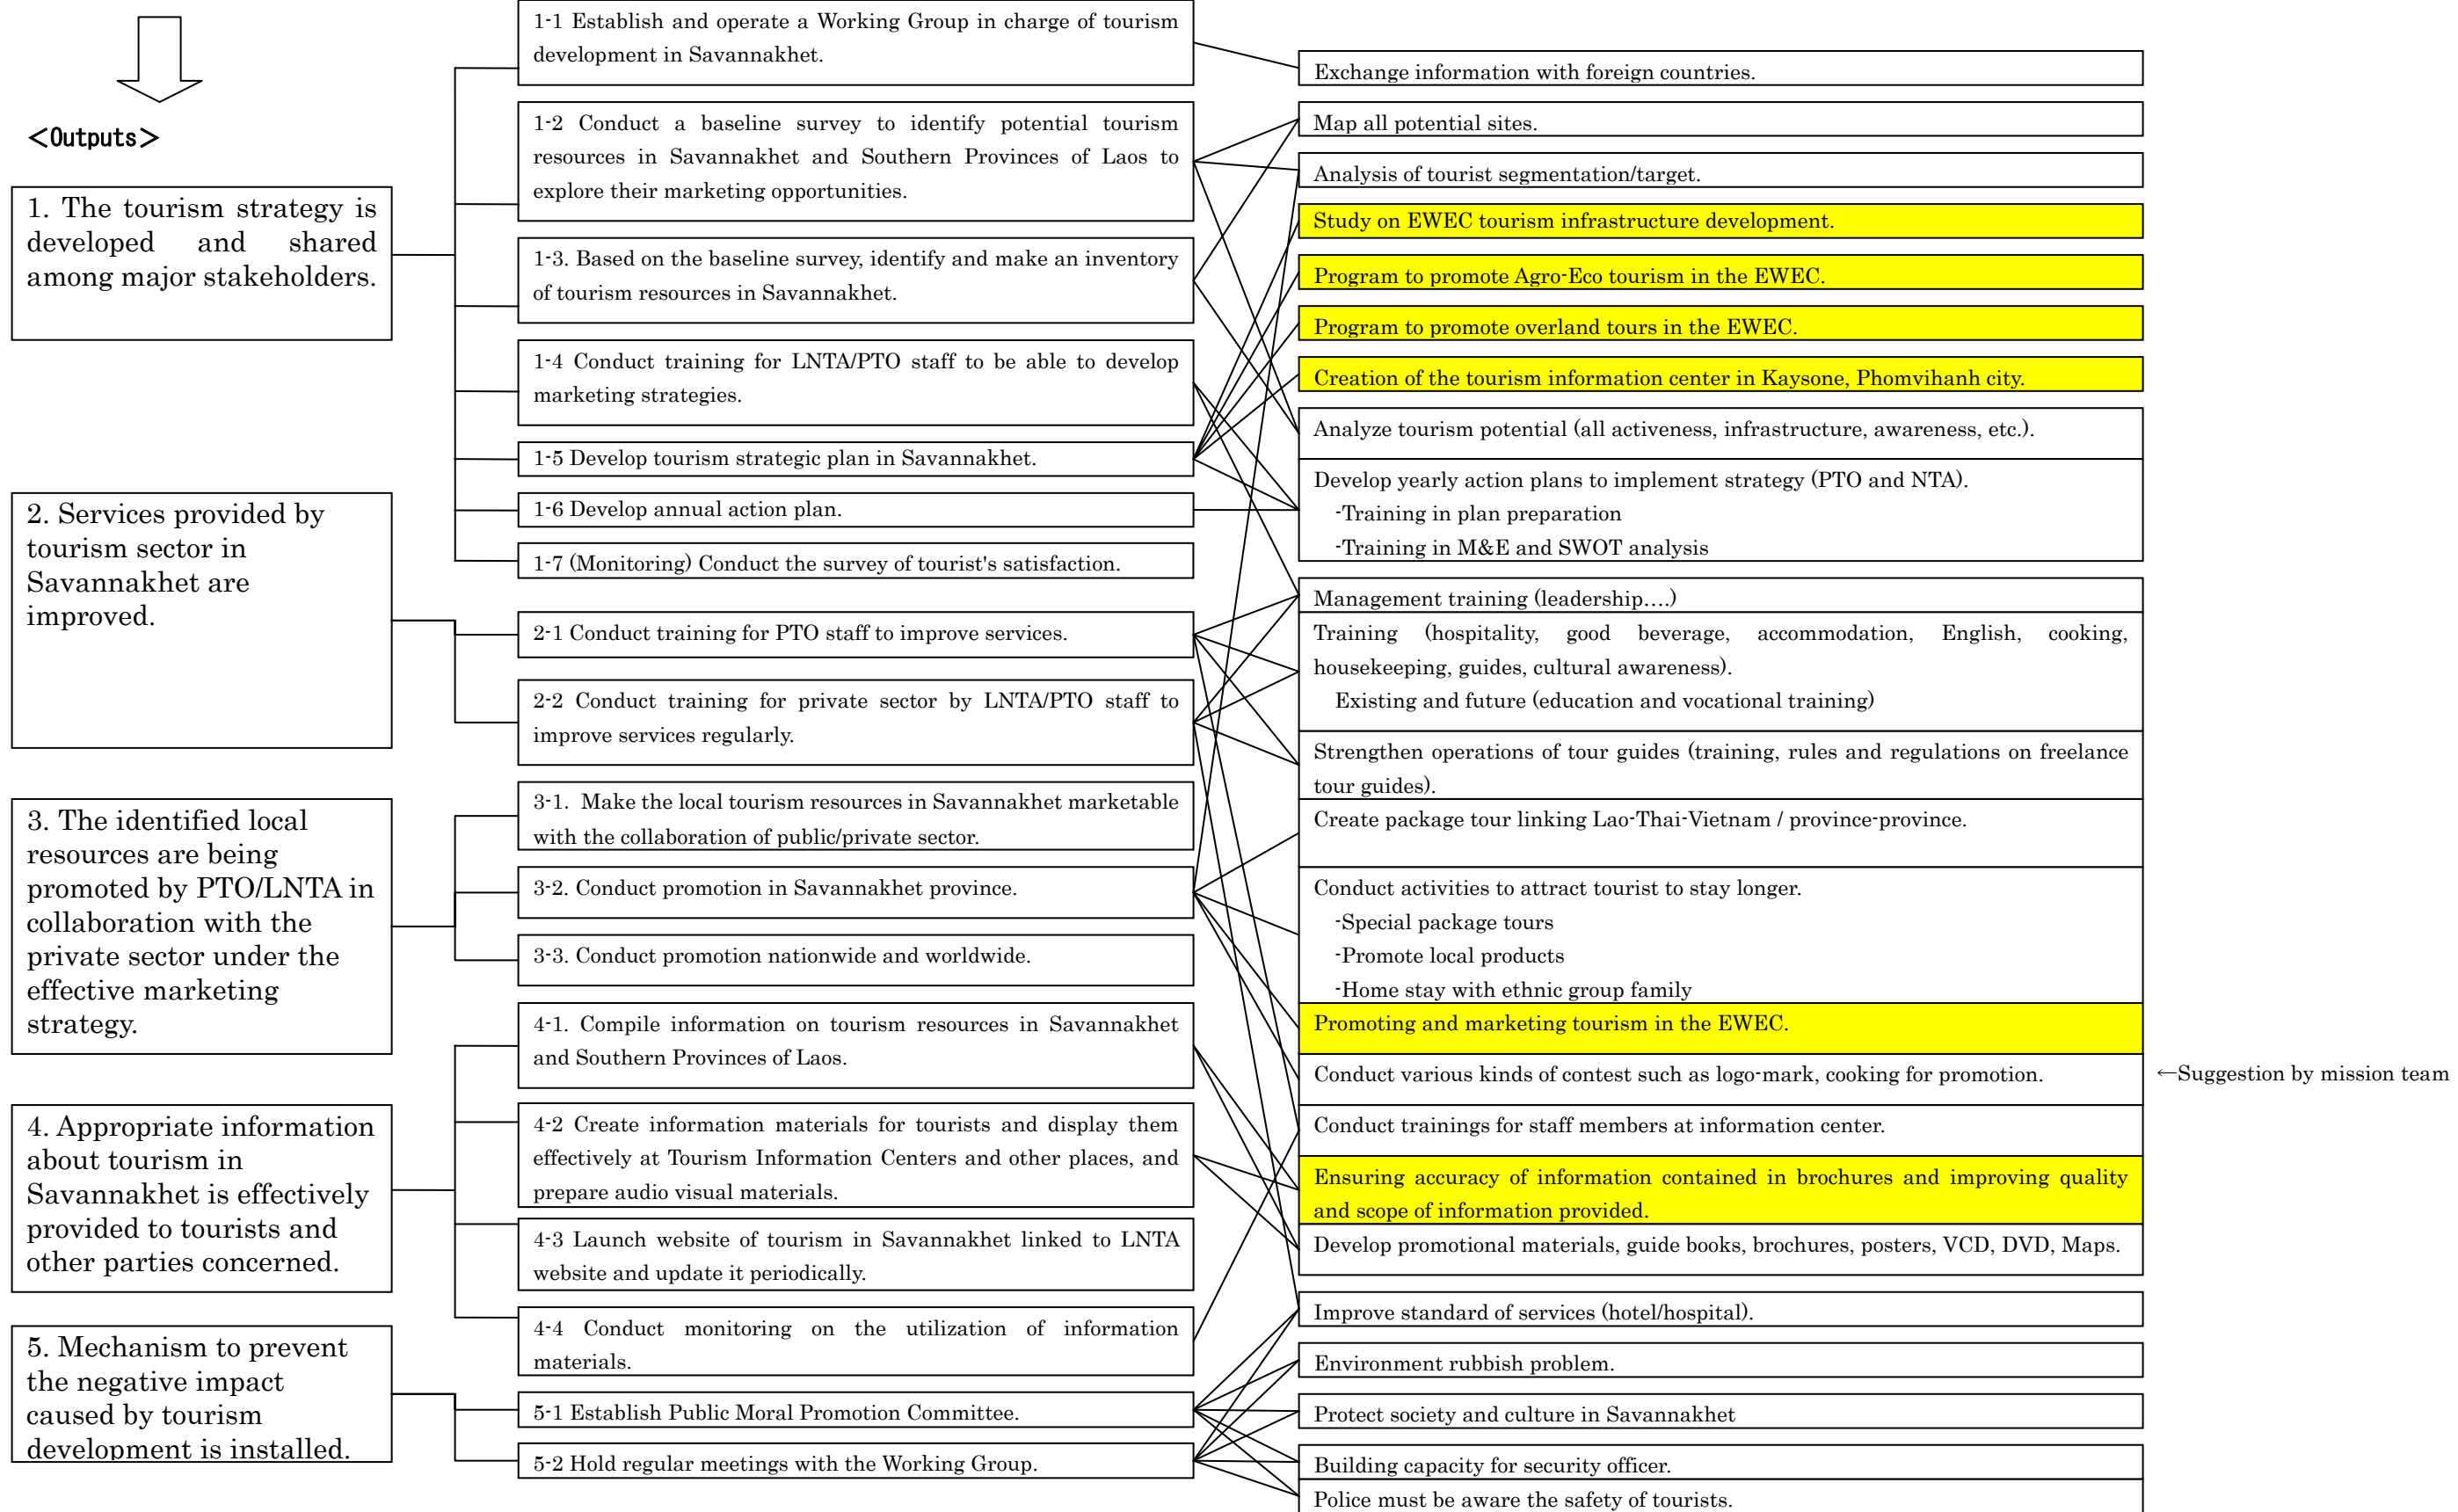 <Outputs>
1. The tourism strategy is
developed and shared
among major stakeholders.
2. Services provided by
tourism sector in
Savannakhet are
improved.
3. The identified local
resources are being
promoted by PTO/LNTA in
collaboration with the
private sector under the
effective marketing
strategy.
4. Appropriate information
about tourism in
Savannakhet is effectively
provided to tourists and
other parties concerned.
5. Mechanism to prevent
the negative impact
caused by tourism
development is installed.
1-1 Establish and operate a Working Group in charge of tourism
development in Savannakhet.
1-2 Conduct a baseline survey to identify potential tourism
resources in Savannakhet and Southern Provinces of Laos to
explore their marketing opportunities.
1-3. Based on the baseline survey, identify and make an inventory
of tourism resources in Savannakhet.
1-4 Conduct training for LNTA/PTO staff to be able to develop
marketing strategies.
1-5 Develop tourism strategic plan in Savannakhet.
1-6 Develop annual action plan.
1-7 (Monitoring) Conduct the survey of tourist's satisfaction.
2-1 Conduct training for PTO staff to improve services.
2-2 Conduct training for private sector by LNTA/PTO staff to
improve services regularly.
3-1. Make the local tourism resources in Savannakhet marketable
with the collaboration of public/private sector.
3-2. Conduct promotion in Savannakhet province.
3-3. Conduct promotion nationwide and worldwide.
4-1. Compile information on tourism resources in Savannakhet
and Southern Provinces of Laos.
4-2 Create information materials for tourists and display them
effectively at Tourism Information Centers and other places, and
prepare audio visual materials.
4-3 Launch website of tourism in Savannakhet linked to LNTA
website and update it periodically.
4-4 Conduct monitoring on the utilization of information
materials.
5-1 Establish Public Moral Promotion Committee.
5-2 Hold regular meetings with the Working Group.
Exchange information with foreign countries.
Map all potential sites.
Analysis of tourist segmentation/target.
Study on EWEC tourism infrastructure development.
Program to promote Agro-Eco tourism in the EWEC.
Program to promote overland tours in the EWEC.
Creation of the tourism information center in Kaysone, Phomvihanh city.
Analyze tourism potential (all activeness, infrastructure, awareness, etc.).
Develop yearly action plans to implement strategy (PTO and NTA).
-Training in plan preparation
-Training in M&E and SWOT analysis
Management training (leadership….)
Training (hospitality, good beverage, accommodation, English, cooking,
housekeeping, guides, cultural awareness).
Existing and future (education and vocational training)
Strengthen operations of tour guides (training, rules and regulations on freelance
tour guides).
Create package tour linking Lao-Thai-Vietnam / province-province.
Conduct activities to attract tourist to stay longer.
-Special package tours
-Promote local products
-Home stay with ethnic group family
Promoting and marketing tourism in the EWEC.
Conduct various kinds of contest such as logo-mark, cooking for promotion.
←Suggestion by mission team
Conduct trainings for staff members at information center.
Ensuring accuracy of information contained in brochures and improving quality
and scope of information provided.
Develop promotional materials, guide books, brochures, posters, VCD, DVD, Maps.
Improve standard of services (hotel/hospital).
Environment rubbish problem.
Protect society and culture in Savannakhet
Building capacity for security officer.
Police must be aware the safety of tourists.